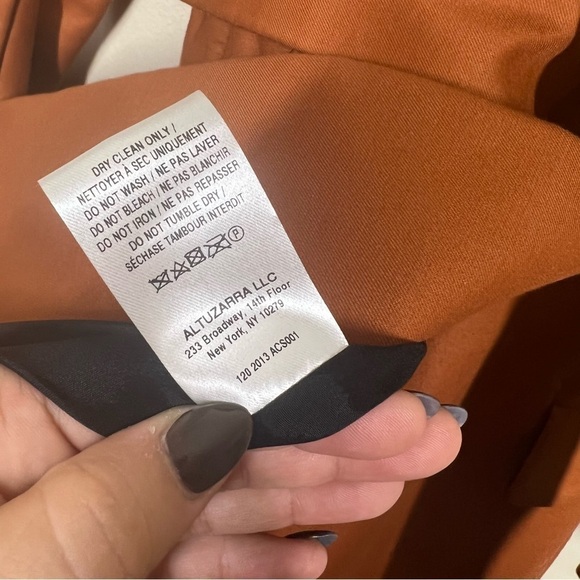 DRY CLEAN ONLY /
NETTOYER À SEC UNIQUEMENT
DO NOT WASH / NE PAS LAVER
DO NOT BLEACH / NE PAS BLANCHIR
DO NOT IRON / NE PAS REPASSER
DO NOT TUMBLE DRY /
SÉCHASE TAMBOUR INTERDIT
P
ALTUZARRA LLC
233 Broadway, 14th Floor
New York, NY 10279
120 2013 ACS001